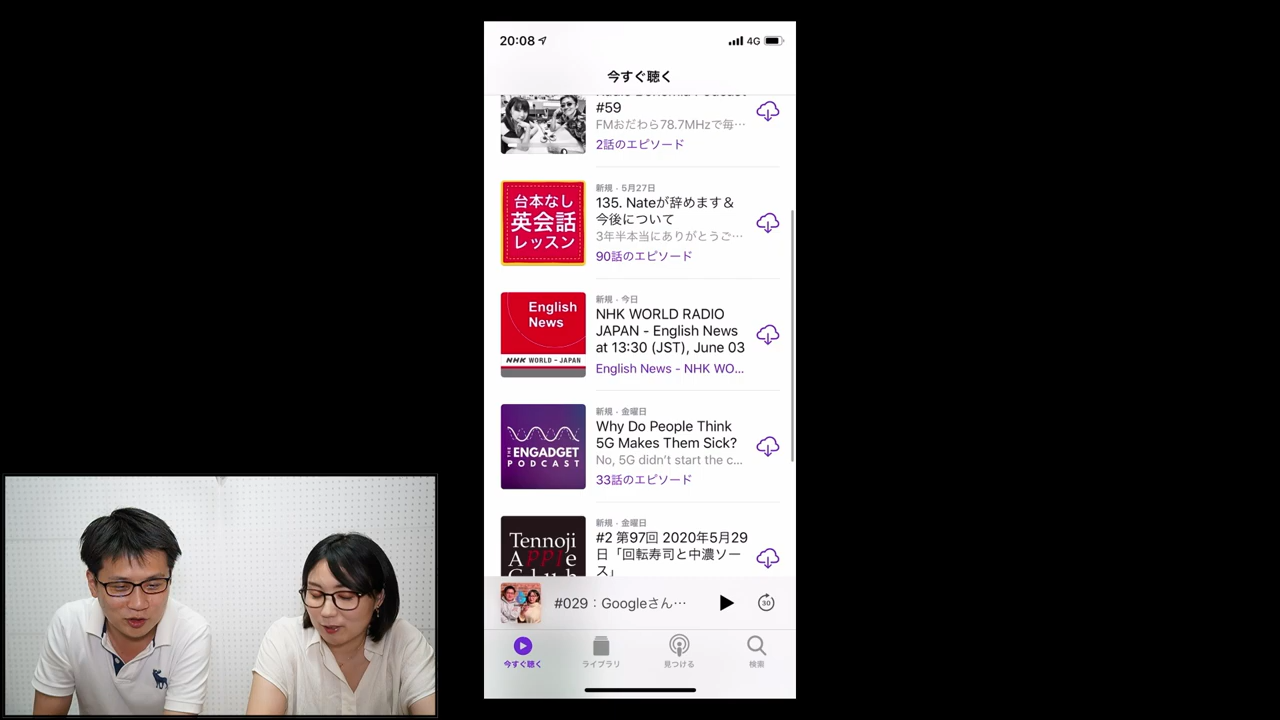 20:08
4G
今すぐ聴く
#59
FMおだわら78.7MHzで毎…
2話のエピソード
台本なし
英会話
レッスン
新規・5月27日
135. Nateが辞めます＆
今後について
3年半本当にありがとうご…
90話のエピソード
English
News
NHK WORLD - JAPAN
新規・今日
NHK WORLD RADIO
JAPAN - English News
at 13:30 (JST), June 03
English News - NHK WO...
THE ENGADGET
PODCAST
新規・金曜日
Why Do People Think
5G Makes Them Sick?
No, 5G didn't start the c...
33話のエピソード
Tennoji
Apple
Club
新規・金曜日
#2 第97回 2020年5月29
日「回転寿司と中濃ソー
ス」
#029：Googleさん…
30
今すぐ聴く
ライブラリ
見つける
検索